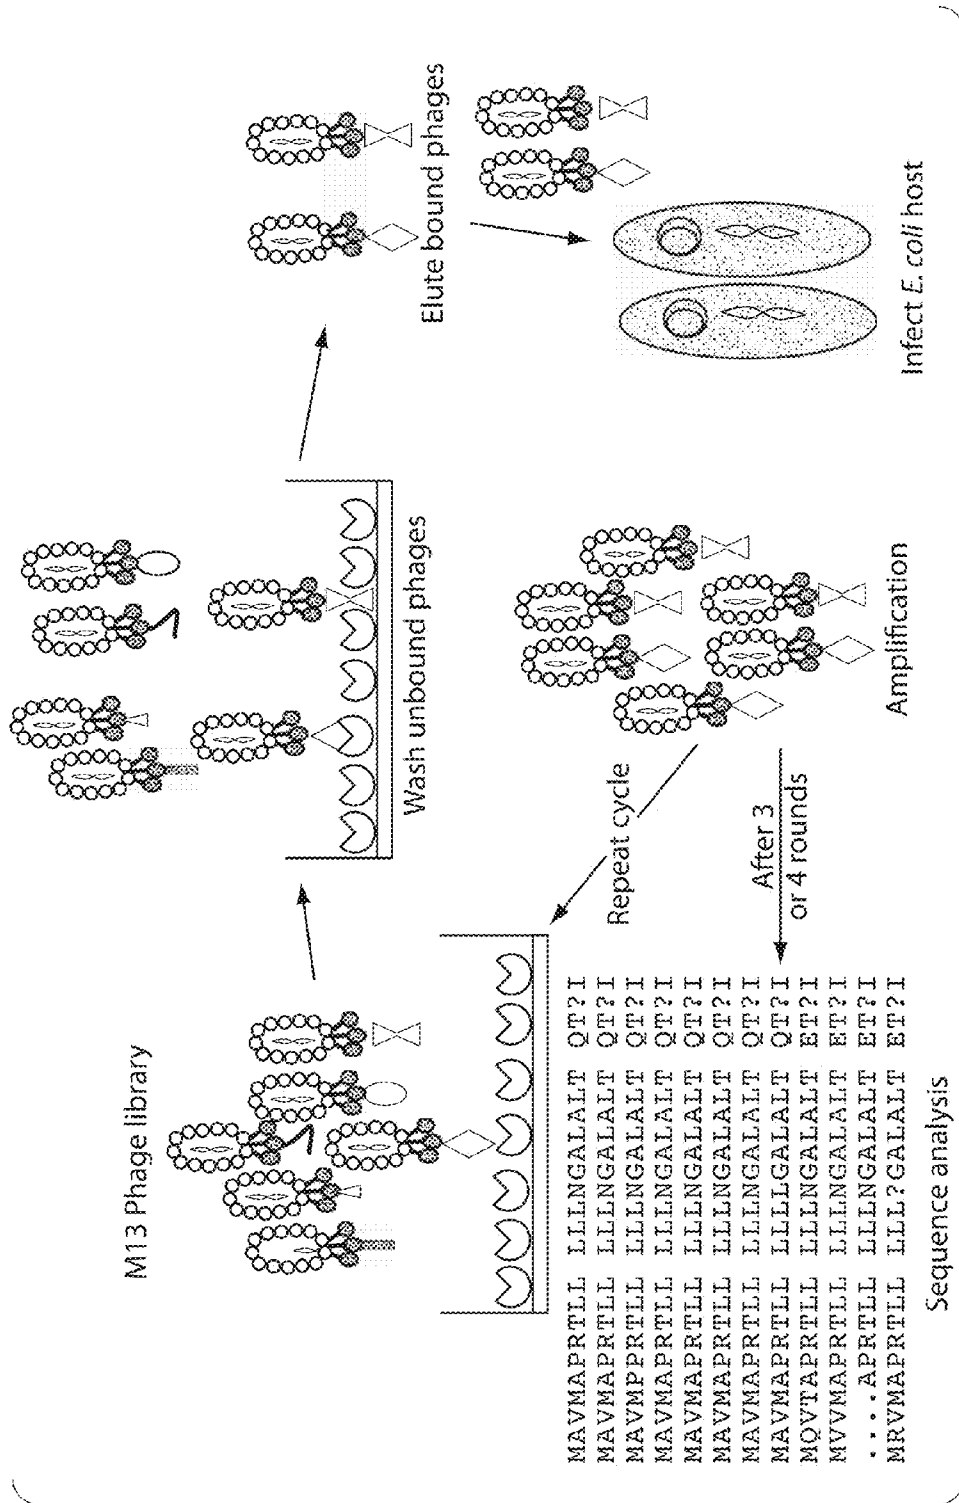 M13 Phage library
Wash unbound phages
Elute bound phages
Infect E. coli host
Amplification
Repeat cycle
After 3
or 4 rounds
MAVMAPRTLL LLLNGALALT QT?I
MAVMAPRTLL LLLNGALALT QT?I
MAVMPPRTLL LLLNGALALT QT?I
MAVMAPRTLL LLLNGALALT QT?I
MAVMAPRTLL LLLNGALALT QT?I
MAVMAPRTLL LLLNGALALT QT?I
MAVMAPRTLL LLLNGALALT QT?I
MAVMAPRTLL LLLLGALALT QT?I
MQVTAPRTLL LLLNGALALT ET?I
MVVMAPRTLL LLLNGALALT ET?I
....APRTLL LLLNGALALT ET?I
MRVMAPRTLL LLL?GALALT ET?I
Sequence analysis